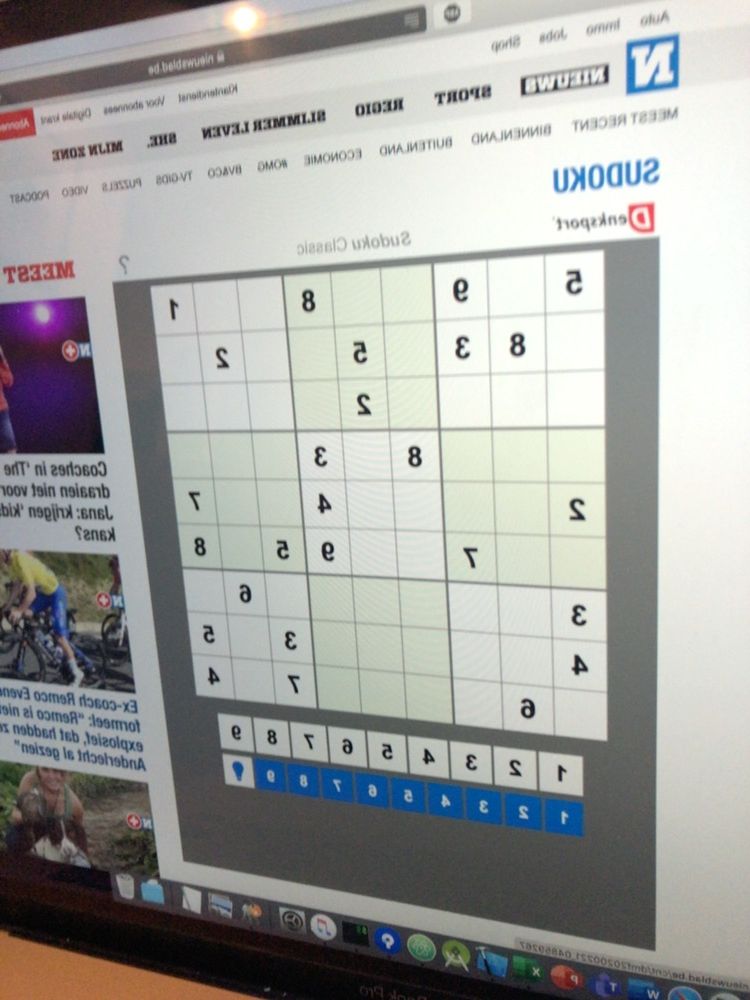 nieuwsblad.be
Auto Immo Jobs Shop
Klantendienst Voor abonnees Digitale krant Abonneren
N NIEUWS SPORT REGIO SLIMMER LEVEN SHE. MIJN ZONE
MEEST RECENT BINNENLAND BUITENLAND ECONOMIE #OMG BV&CO TV-GIDS PUZZELS VIDEO PODCAST
SUDOKU
Denksport
Sudoku Classic ?
5 9 8 1
8 3 5 2
2
8 3
2 4 7
7 9 5 8
3 6
4 3 5
6 7 4
1 2 3 4 5 6 7 8 9
1 2 3 4 5 6 7 8 9
MEEST
N+
Coaches in 'The
draaien niet voor
Jana: krijgen 'kid
kans?
N+
Ex-coach Remco Evene
formeel: "Remco is niet
explosief, dat hadden ze
Anderlecht al gezien"
N+